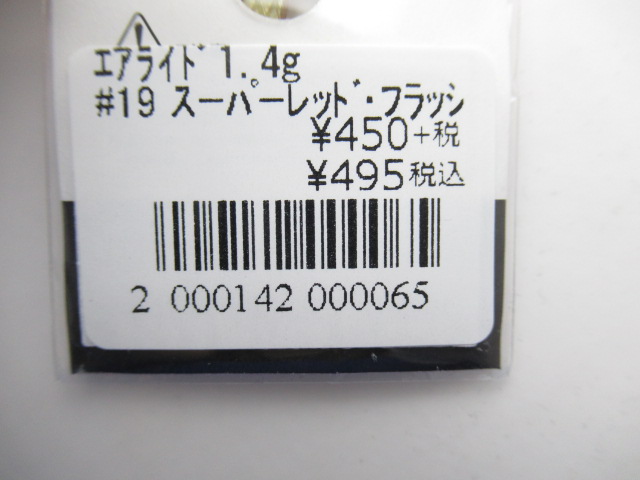 エアライド 1.4g
#19 スーパーレッド・フラッシ
¥450+税
¥495税込
2 000142 000065